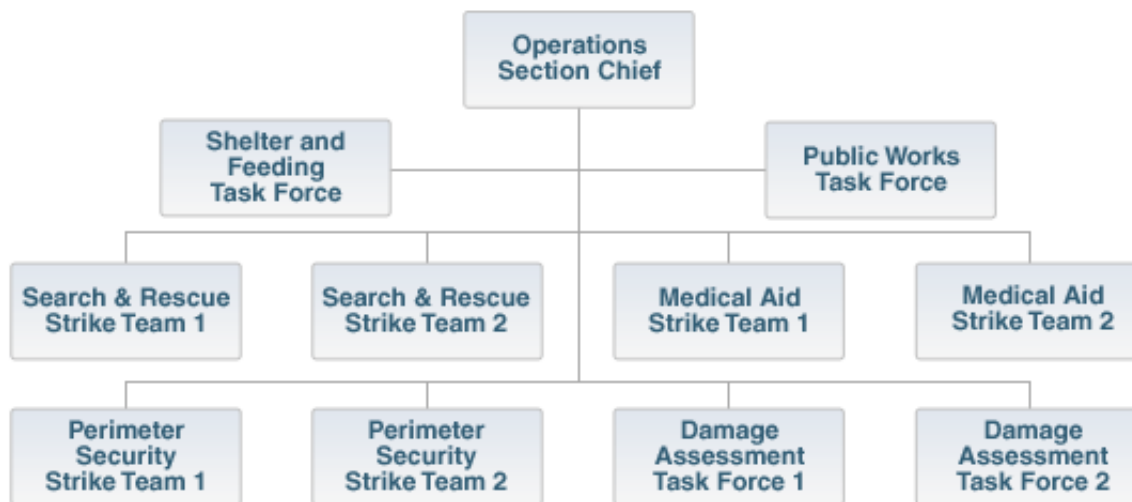 Operations
Section Chief
Shelter and
Feeding
Task Force
Public Works
Task Force
Search & Rescue
Strike Team 1
Search & Rescue
Strike Team 2
Medical Aid
Strike Team 1
Medical Aid
Strike Team 2
Perimeter
Security
Strike Team 1
Perimeter
Security
Strike Team 2
Damage
Assessment
Task Force 1
Damage
Assessment
Task Force 2